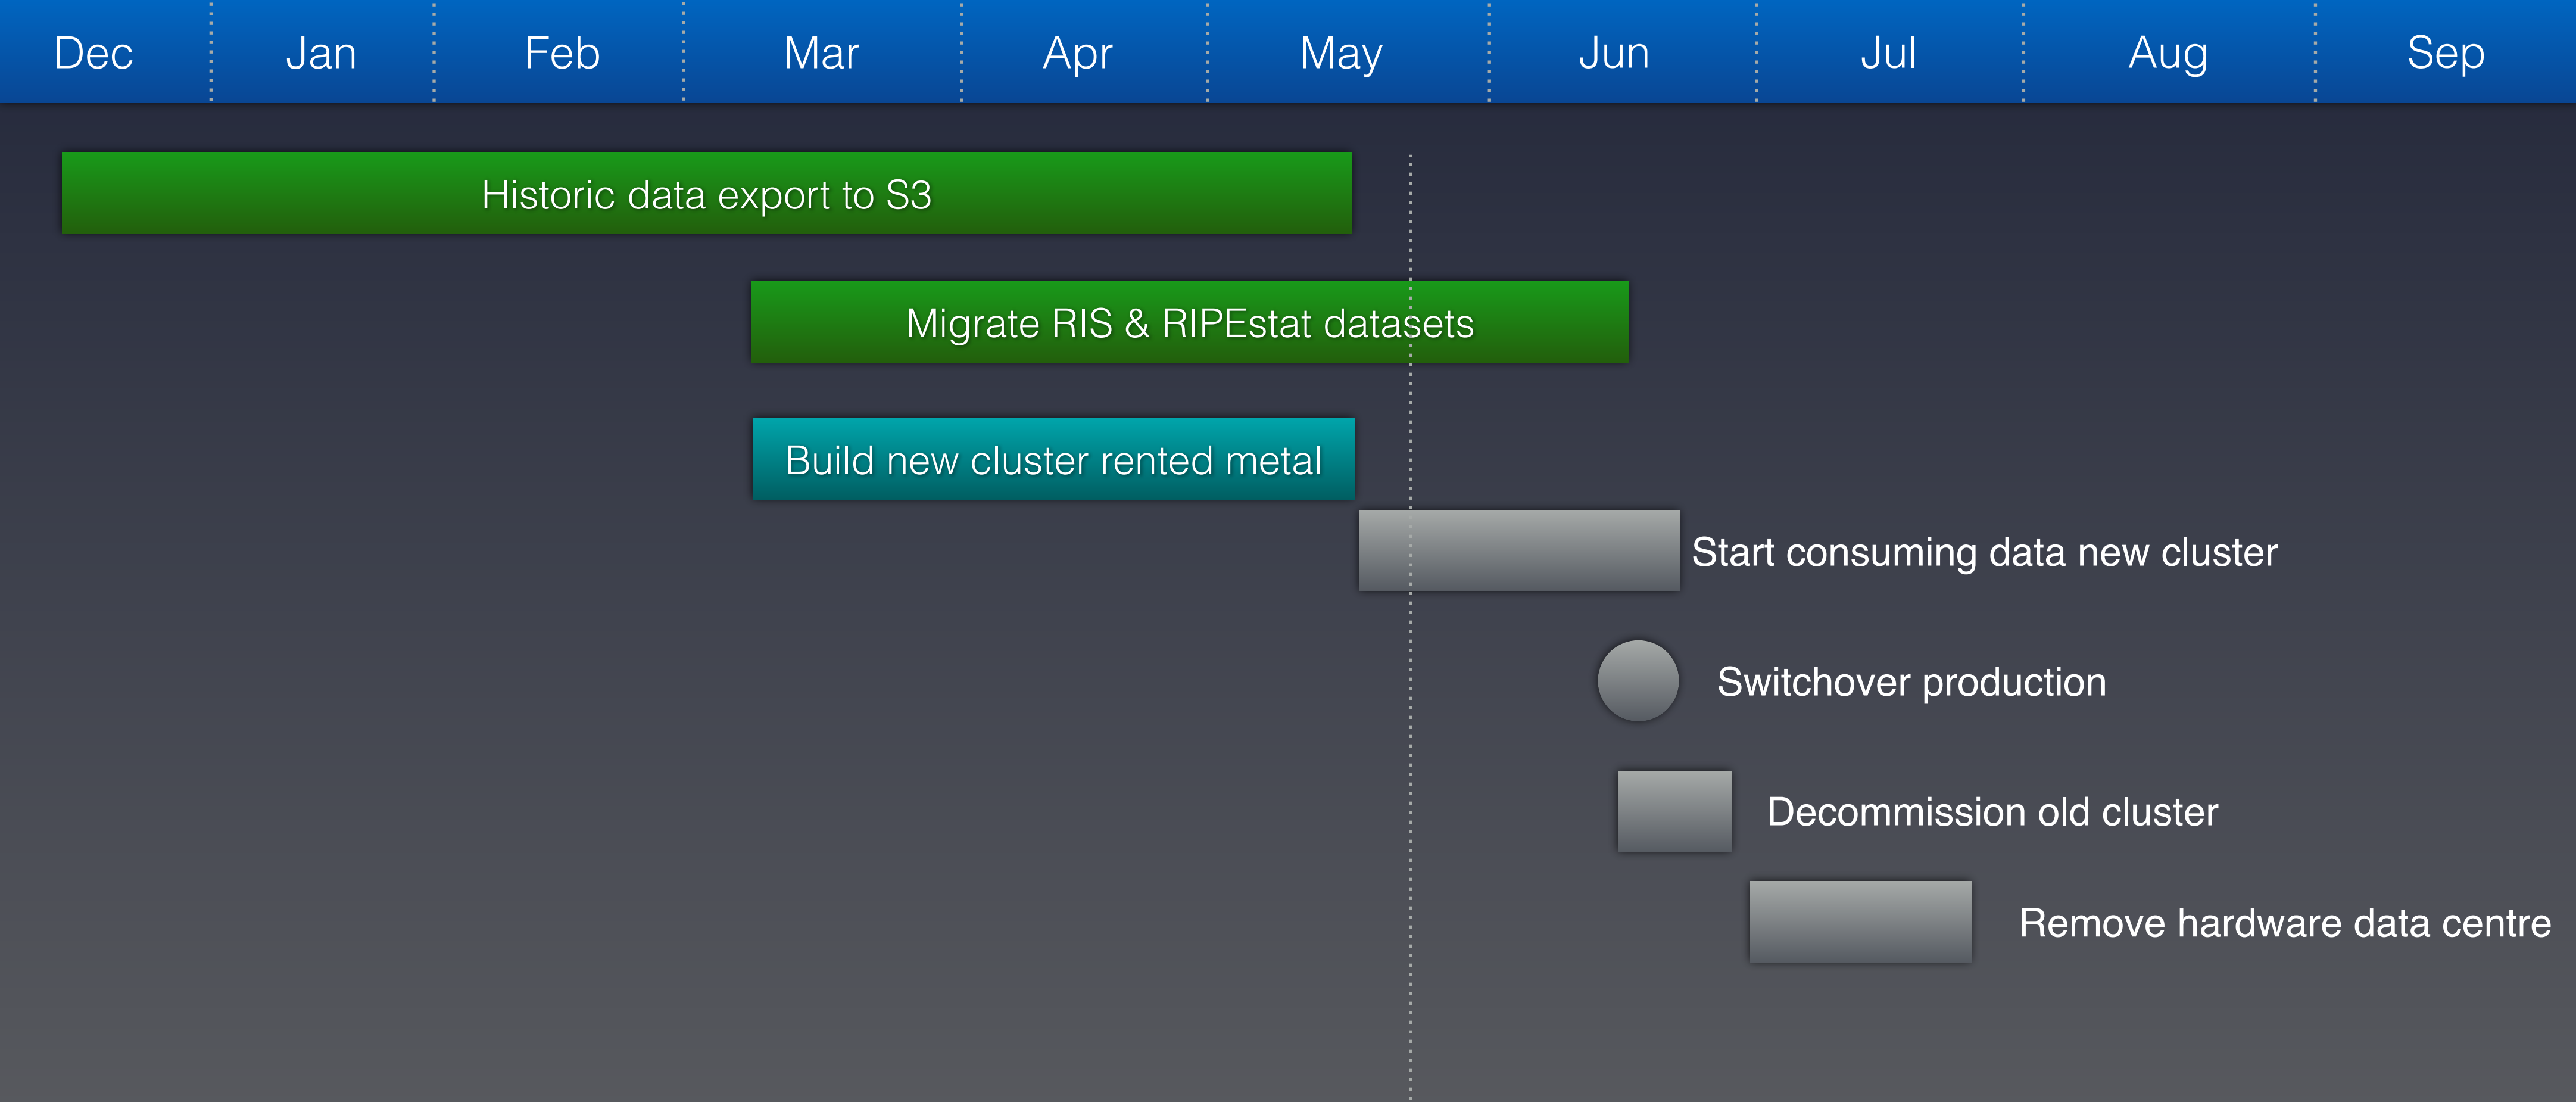 Dec Jan Feb Mar Apr May Jun Jul Aug Sep
Historic data export to S3
Migrate RIS & RIPEstat datasets
Build new cluster rented metal
Start consuming data new cluster
Switchover production
Decommission old cluster
Remove hardware data centre